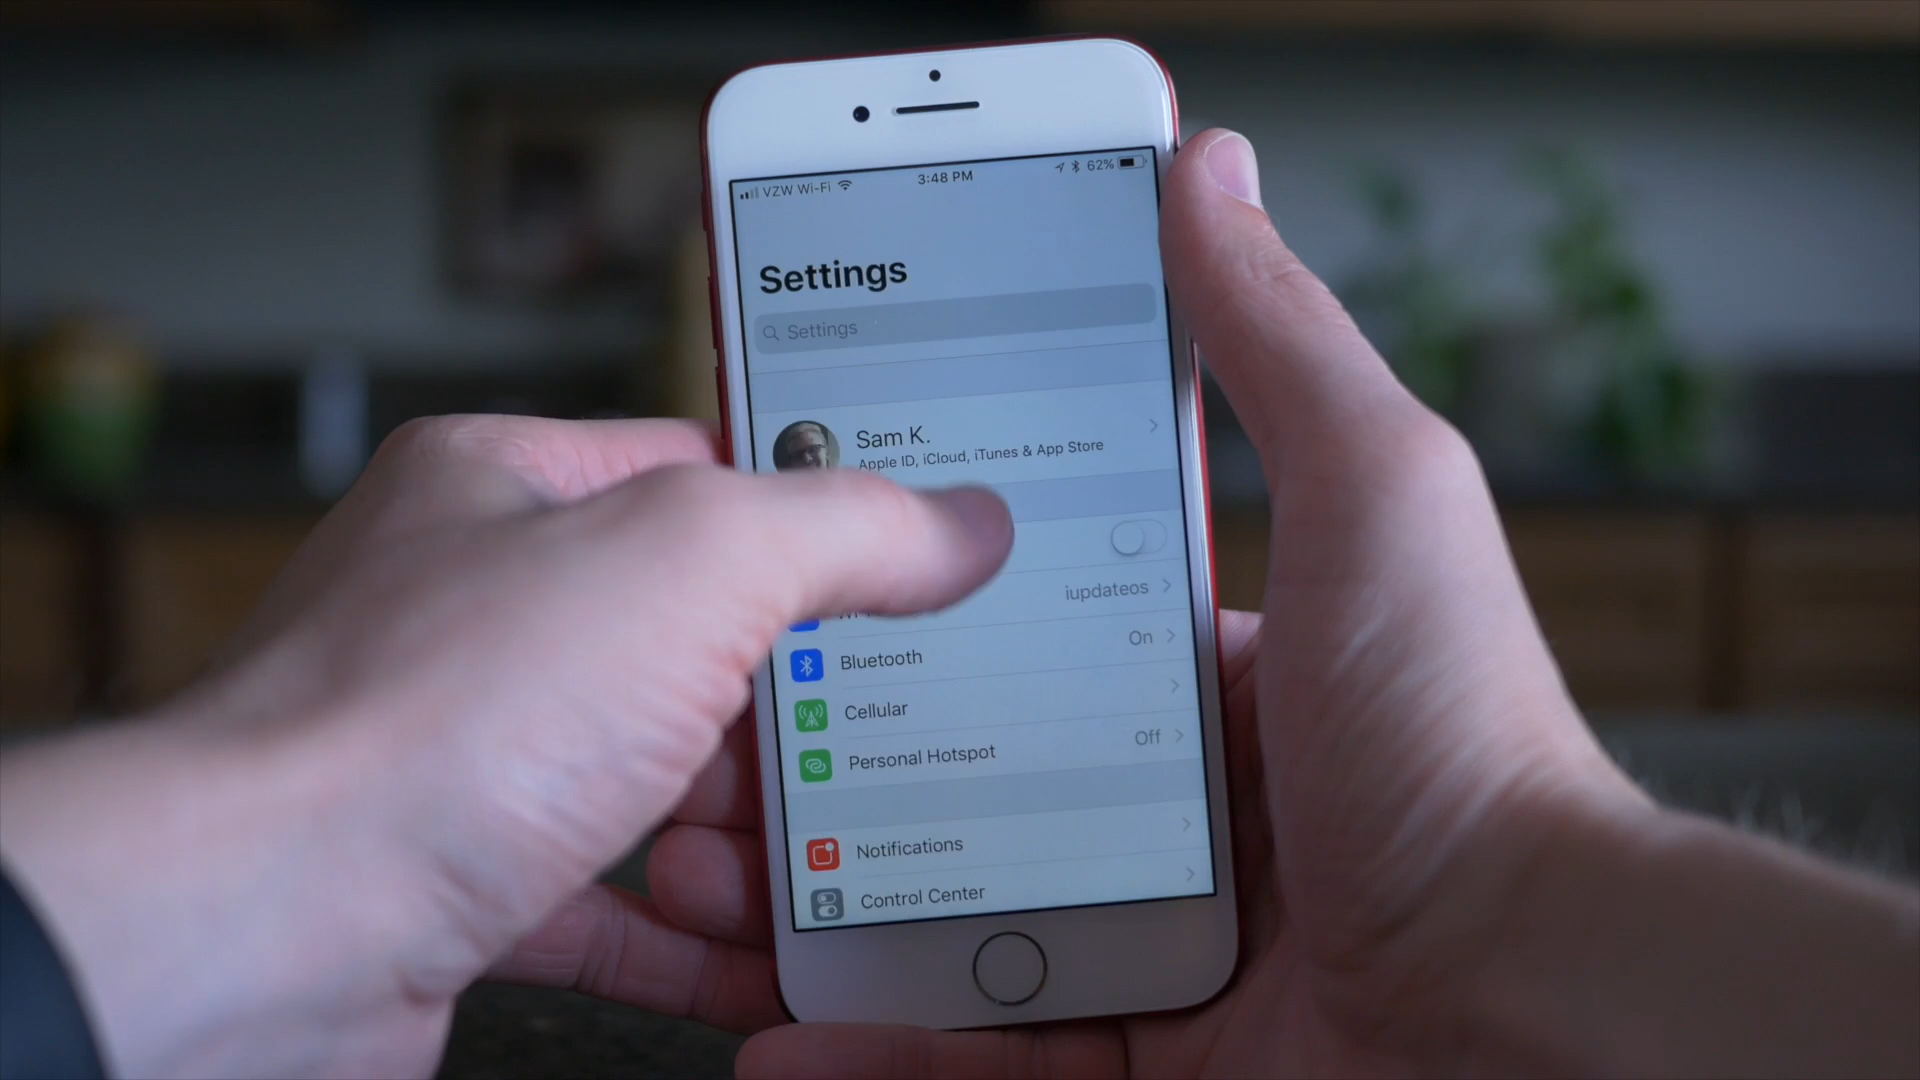 VZW Wi-Fi 3:48 PM 62%
Settings
Settings
Sam K.
Apple ID, iCloud, iTunes & App Store
iupdateos
Bluetooth On
Cellular
Personal Hotspot Off
Notifications
Control Center